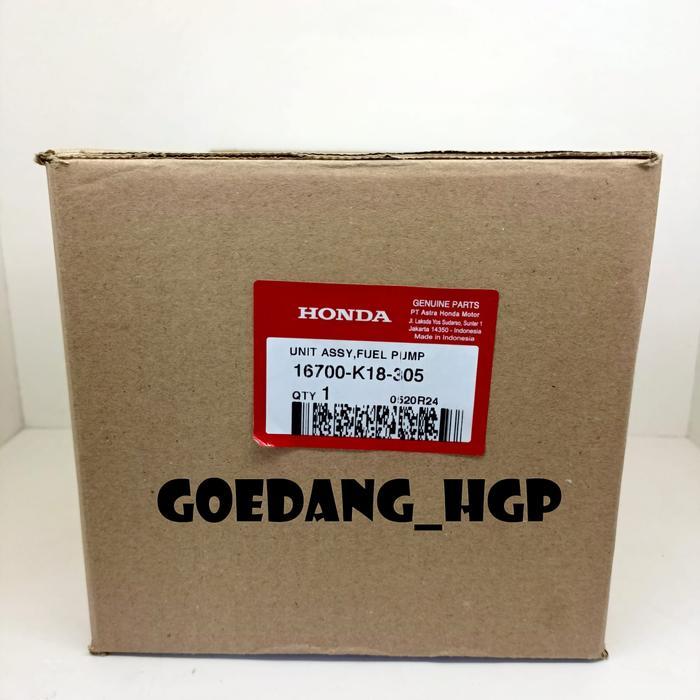 HONDA
GENUINE PARTS
PT Astra Honda Motor
Jl. Laksda Yos Sudarso, Sunter 1
Jakarta 14350 - Indonesia
Made in Indonesia
UNIT ASSY,FUEL PUMP
16700-K18-305
QTY 1
0520R24
GOEDANG_HGP